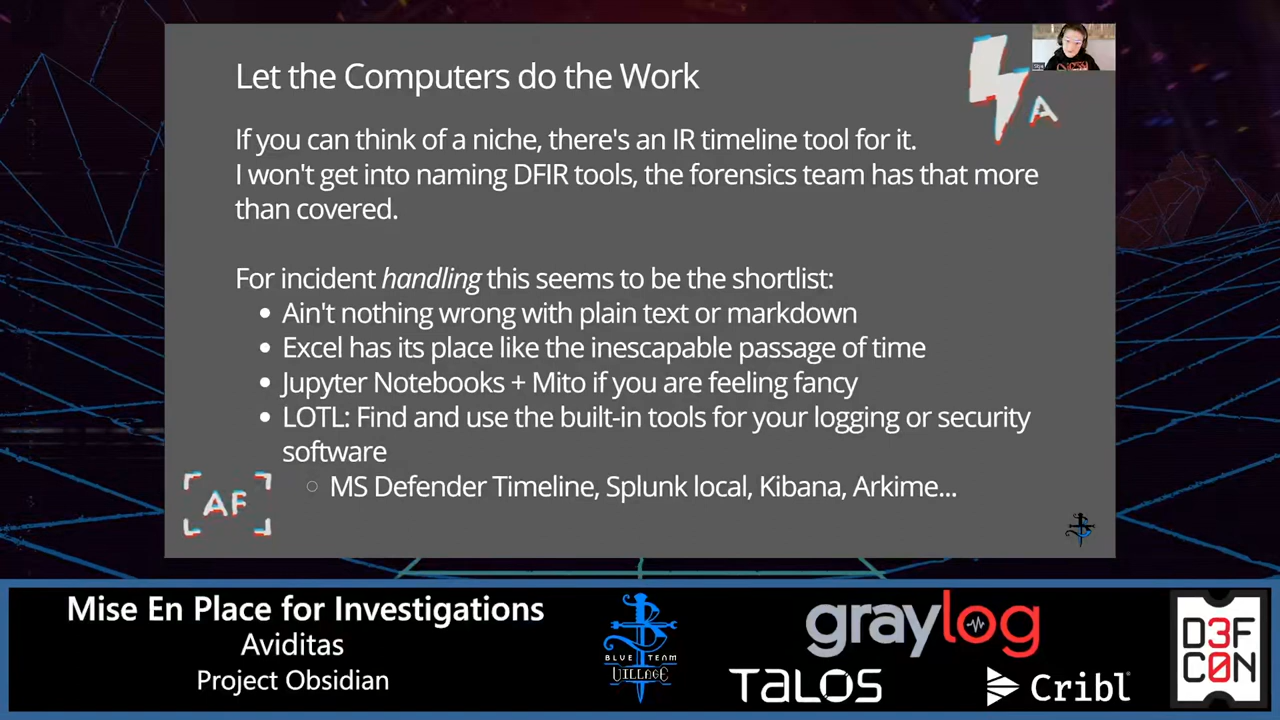 Let the Computers do the Work
A
If you can think of a niche, there's an IR timeline tool for it.
I won't get into naming DFIR tools, the forensics team has that more
than covered.
For incident handling this seems to be the shortlist:
• Ain't nothing wrong with plain text or markdown
• Excel has its place like the inescapable passage of time
• Jupyter Notebooks + Mito if you are feeling fancy
• LOTL: Find and use the built-in tools for your logging or security
software
○ MS Defender Timeline, Splunk local, Kibana, Arkime...
AF
Mise En Place for Investigations
Aviditas
Project Obsidian
B
BLUE TEAM
VILLAGE
graylog
TALOS
Cribl
D3F
C0N